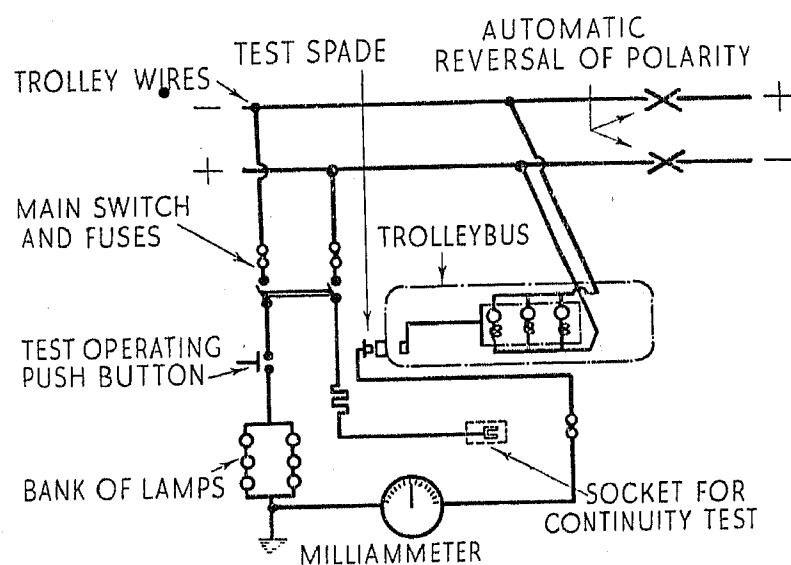 AUTOMATIC
REVERSAL OF POLARITY
TEST SPADE
TROLLEY WIRES
− +
+ −
MAIN SWITCH
AND FUSES
TROLLEYBUS
TEST OPERATING
PUSH BUTTON
BANK OF LAMPS
SOCKET FOR
CONTINUITY TEST
MILLIAMMETER